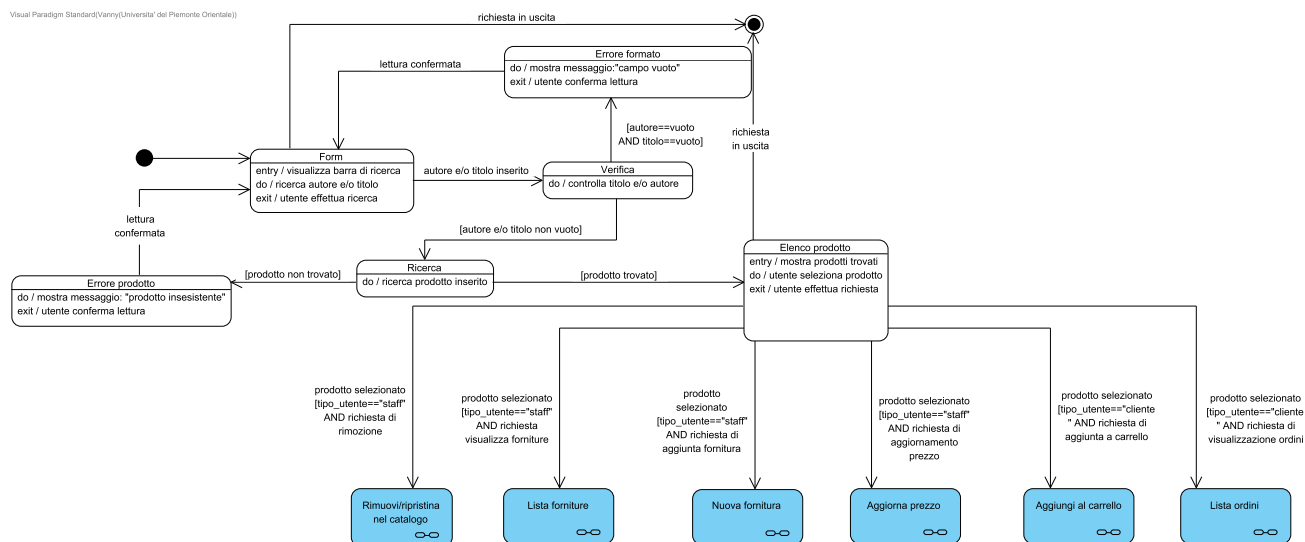 Visual Paradigm Standard(Vanny(Universita' del Piemonte Orientale))
richiesta in uscita
Errore formato
do / mostra messaggio:"campo vuoto"
exit / utente conferma lettura
lettura confermata
[autore==vuoto
AND titolo==vuoto]
richiesta
in uscita
Form
entry / visualizza barra di ricerca
do / ricerca autore e/o titolo
exit / utente effettua ricerca
autore e/o titolo inserito
Verifica
do / controlla titolo e/o autore
lettura
confermata
[autore e/o titolo non vuoto]
Errore prodotto
do / mostra messaggio: "prodotto insesistente"
exit / utente conferma lettura
[prodotto non trovato]
Ricerca
do / ricerca prodotto inserito
[prodotto trovato]
Elenco prodotto
entry / mostra prodotti trovati
do / utente seleziona prodotto
exit / utente effettua richiesta
prodotto selezionato
[tipo_utente=="staff"
AND richiesta di
rimozione
prodotto selezionato
[tipo_utente=="staff"
AND richiesta
visualizza forniture
prodotto
selezionato
[tipo_utente=="staff"
AND richiesta di
aggiunta fornitura
prodotto selezionato
[tipo_utente=="staff"
AND richiesta di
aggiornamento
prezzo
prodotto selezionato
[tipo_utente=="cliente
" AND richiesta di
aggiunta a carrello
prodotto selezionato
[tipo_utente=="cliente
" AND richiesta di
visualizzazione ordini
Rimuovi/ripristina
nel catalogo
Lista forniture
Nuova fornitura
Aggiorna prezzo
Aggiungi al carrello
Lista ordini